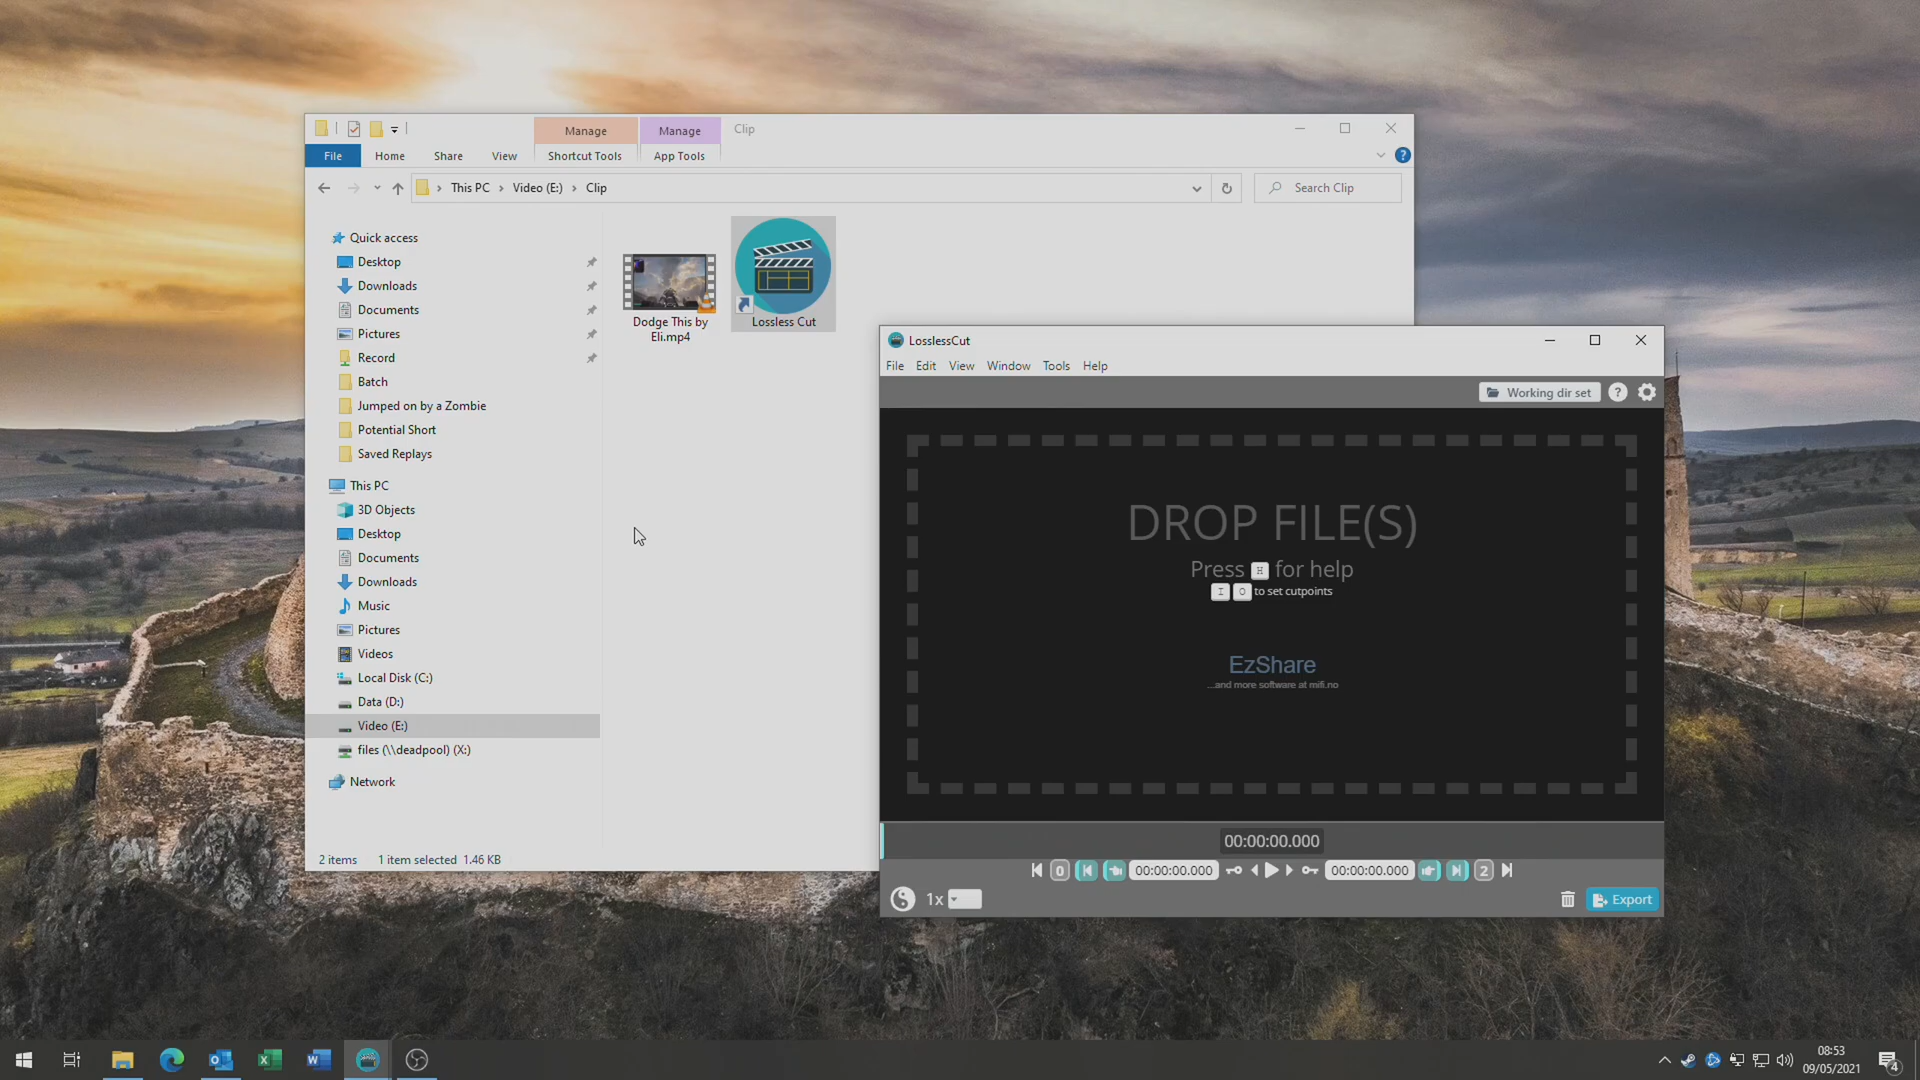 Manage
Manage
Clip
File
Home
Share
View
Shortcut Tools
App Tools
This PC
Video (E:)
Clip
Search Clip
Quick access
Desktop
Downloads
Documents
Pictures
Record
Batch
Jumped on by a Zombie
Potential Short
Saved Replays
This PC
3D Objects
Desktop
Documents
Downloads
Music
Pictures
Videos
Local Disk (C:)
Data (D:)
Video (E:)
files (\\deadpool) (X:)
Network
Dodge This by
Eli.mp4
Lossless Cut
2 items
1 item selected 1.46 KB
LosslessCut
File
Edit
View
Window
Tools
Help
Working dir set
DROP FILE(S)
Press H for help
I O to set cutpoints
EzShare
...and more software at mifi.no
00:00:00.000
0
00:00:00.000
00:00:00.000
2
1x
Export
08:53
09/05/2021
4